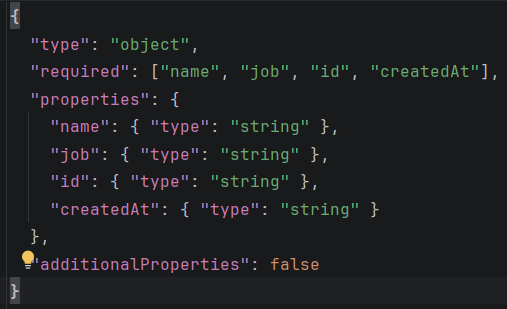 {
"type": "object",
"required": ["name", "job", "id", "createdAt"],
"properties": {
"name": { "type": "string" },
"job": { "type": "string" },
"id": { "type": "string" },
"createdAt": { "type": "string" }
},
"additionalProperties": false
}